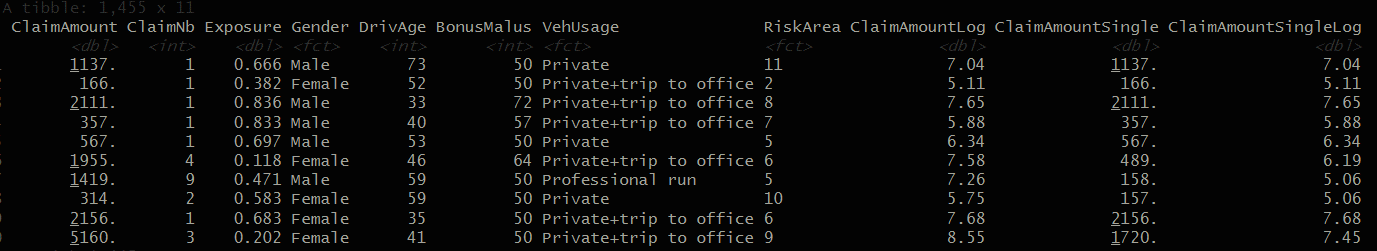 A tibble: 1,455 x 11
ClaimAmount ClaimNb Exposure Gender DrivAge BonusMalus VehUsage RiskArea ClaimAmountLog ClaimAmountSingle ClaimAmountSingleLog
<dbl> <int> <dbl> <fct> <int> <int> <fct> <fct> <dbl> <dbl> <dbl>
1137. 1 0.666 Male 73 50 Private 11 7.04 1137. 7.04
166. 1 0.382 Female 52 50 Private+trip to office 2 5.11 166. 5.11
2111. 1 0.836 Male 33 72 Private+trip to office 8 7.65 2111. 7.65
357. 1 0.833 Male 40 57 Private+trip to office 7 5.88 357. 5.88
567. 1 0.697 Male 53 50 Private 5 6.34 567. 6.34
1955. 4 0.118 Female 46 64 Private+trip to office 6 7.58 489. 6.19
1419. 9 0.471 Male 59 50 Professional run 5 7.26 158. 5.06
314. 2 0.583 Female 59 50 Private 10 5.75 157. 5.06
2156. 1 0.683 Female 35 50 Private+trip to office 6 7.68 2156. 7.68
5160. 3 0.202 Female 41 50 Private+trip to office 9 8.55 1720. 7.45